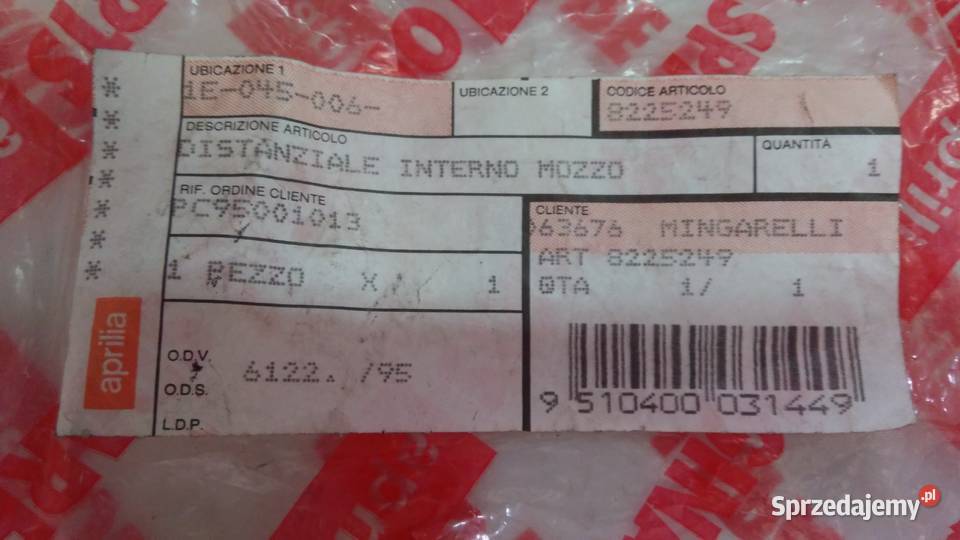 UBICAZIONE 1
1E-045-006-
UBICAZIONE 2
CODICE ARTICOLO
8225249
DESCRIZIONE ARTICOLO
DISTANZIALE INTERNO MOZZO
QUANTITÀ
1
RIF. ORDINE CLIENTE
PC95001013
CLIENTE
063676 MINGARELLI
ART 8225249
QTA 1/ 1
1 PEZZO X 1
O.D.V. 6122. /95
O.D.S.
L.D.P.
aprilia
9 510400 031449
Sprzedajemy.pl